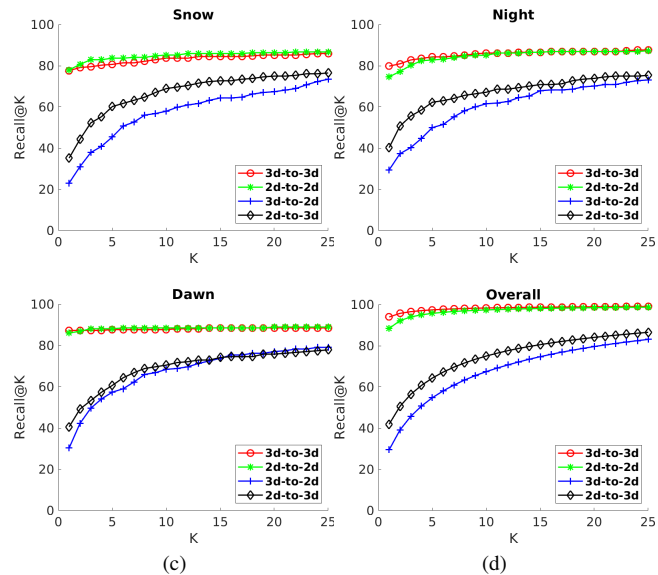 Snow
Night
100
80
60
40
20
0
Recall@K
0 5 10 15 20 25
K
3d-to-3d
2d-to-2d
3d-to-2d
2d-to-3d
100
80
60
40
20
0
Recall@K
0 5 10 15 20 25
K
3d-to-3d
2d-to-2d
3d-to-2d
2d-to-3d
Dawn
Overall
100
80
60
40
20
0
Recall@K
0 5 10 15 20 25
K
3d-to-3d
2d-to-2d
3d-to-2d
2d-to-3d
100
80
60
40
20
0
Recall@K
0 5 10 15 20 25
K
3d-to-3d
2d-to-2d
3d-to-2d
2d-to-3d
(c)
(d)